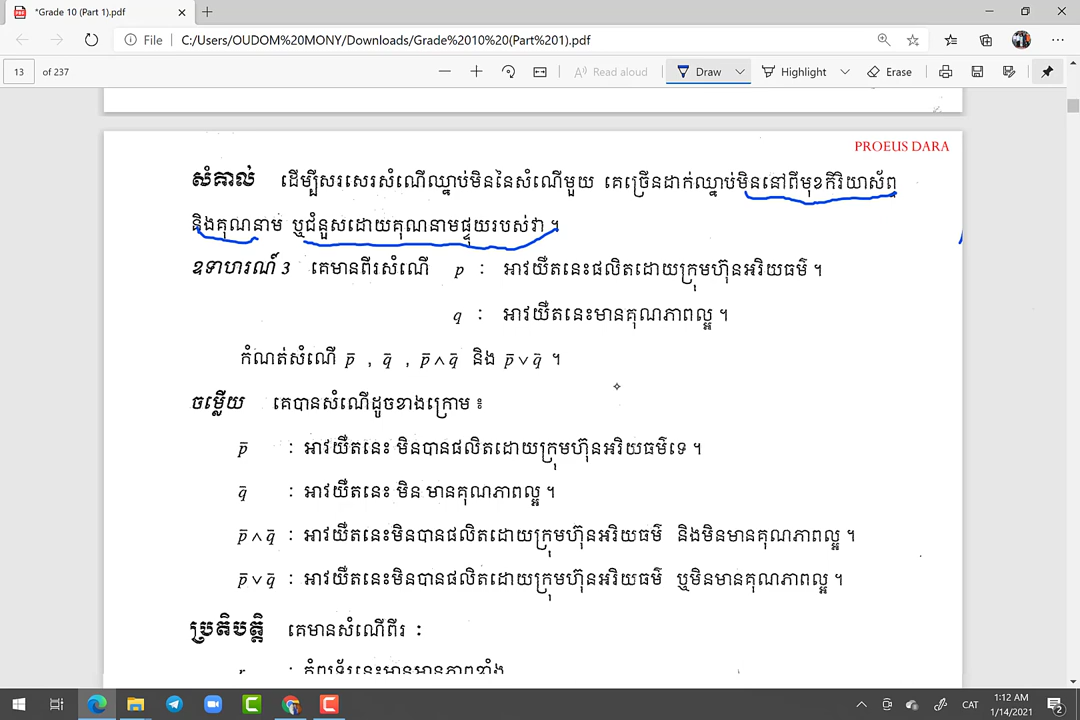 *Grade 10 (Part 1).pdf
File C:/Users/OUDOM%20MONY/Downloads/Grade%2010%20(Part%201).pdf
13 of 237 Read aloud Draw Highlight Erase
PROEUS DARA
សំគាល់ ដើម្បីសរសេរសំណើឈ្នាប់មិននៃសំណើមួយ គេច្រើនដាក់ឈ្នាប់មិននៅពីមុខកិរិយាស័ព្ទ
និងគុណនាម ឬជំនួសដោយគុណនាមផ្ទុយរបស់វា ។
ឧទាហរណ៍ 3 គេមានពីរសំណើ p : អាវយឺតនេះផលិតដោយក្រុមហ៊ុនអរិយធម៌ ។
q : អាវយឺតនេះមានគុណភាពល្អ ។
កំណត់សំណើ p̄ , q̄ , p̄ ∧ q̄ និង p̄ ∨ q̄ ។
ចម្លើយ គេបានសំណើដូចខាងក្រោម ៖
p̄ : អាវយឺតនេះ មិនបានផលិតដោយក្រុមហ៊ុនអរិយធម៌ទេ ។
q̄ : អាវយឺតនេះ មិន មានគុណភាពល្អ ។
p̄ ∧ q̄ : អាវយឺតនេះមិនបានផលិតដោយក្រុមហ៊ុនអរិយធម៌ និងមិនមានគុណភាពល្អ ។
p̄ ∨ q̄ : អាវយឺតនេះមិនបានផលិតដោយក្រុមហ៊ុនអរិយធម៌ ឬមិនមានគុណភាពល្អ ។
ប្រតិបត្តិ គេមានសំណើពីរ :
CAT 1:12 AM
1/14/2021